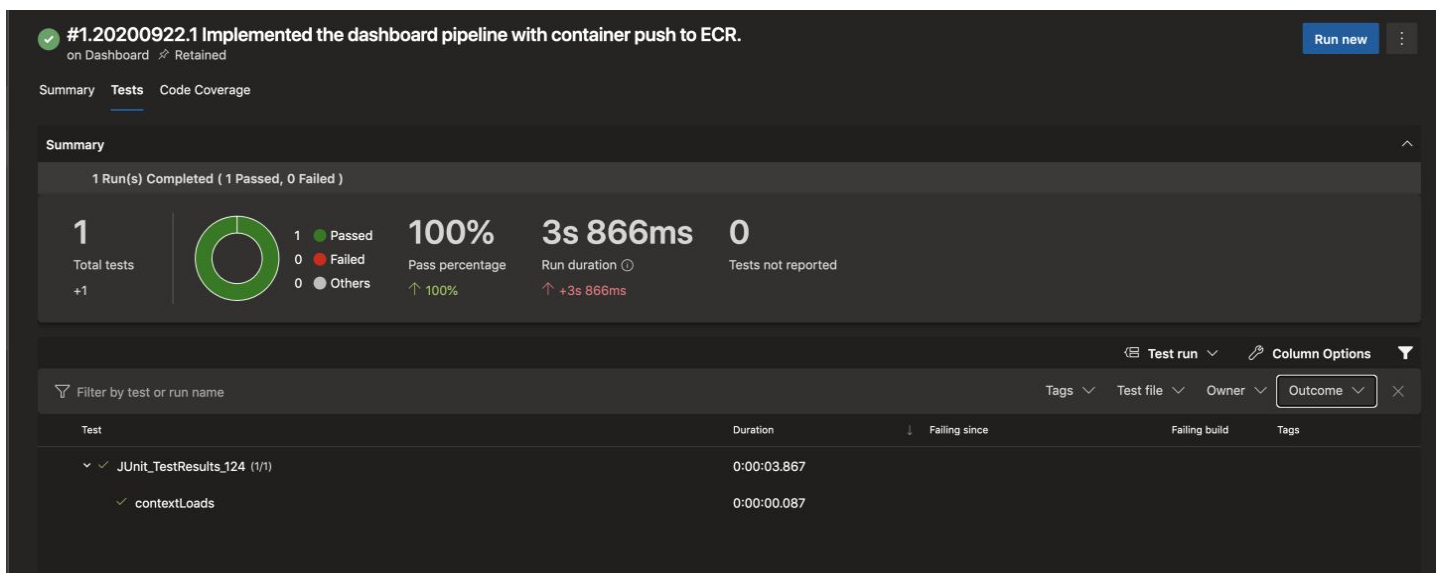 #1.20200922.1 Implemented the dashboard pipeline with container push to ECR.
on Dashboard Retained
Run new
Summary Tests Code Coverage
Summary
1 Run(s) Completed ( 1 Passed, 0 Failed )
1
Total tests
+1
1 Passed
0 Failed
0 Others
100%
Pass percentage
↑ 100%
3s 866ms
Run duration
↑ +3s 866ms
0
Tests not reported
Test run Column Options
Filter by test or run name Tags Test file Owner Outcome
Test Duration ↓ Failing since Failing build Tags
JUnit_TestResults_124 (1/1) 0:00:03.867
contextLoads 0:00:00.087